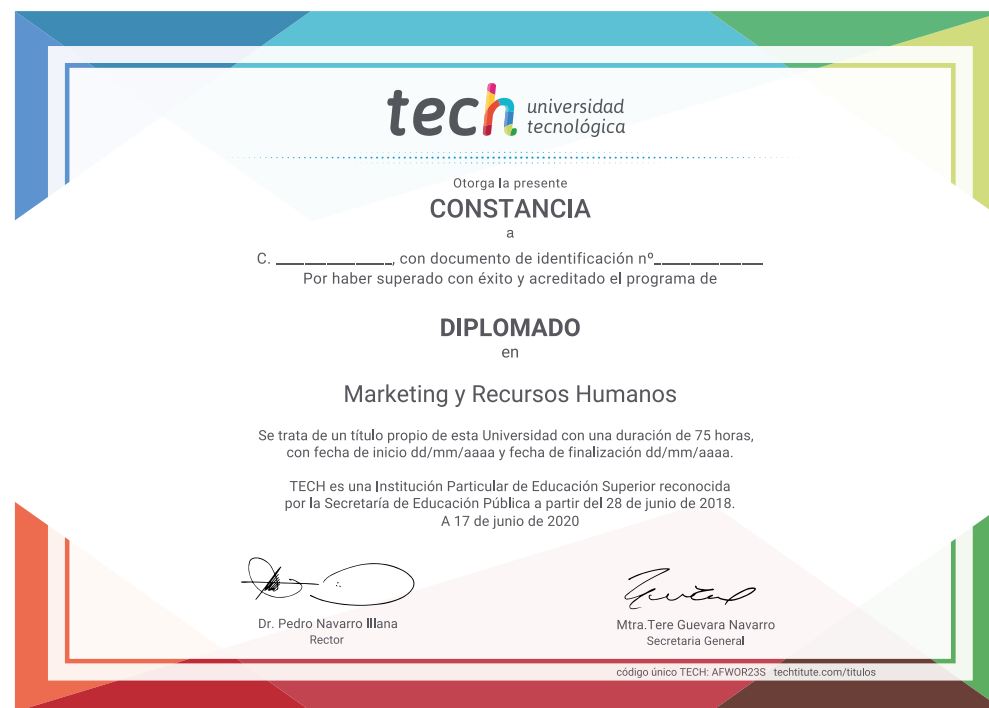 tech universidad
tecnológica
Otorga la presente
CONSTANCIA
a
C. ______________, con documento de identificación nº_____________
Por haber superado con éxito y acreditado el programa de
DIPLOMADO
en
Marketing y Recursos Humanos
Se trata de un título propio de esta Universidad con una duración de 75 horas,
con fecha de inicio dd/mm/aaaa y fecha de finalización dd/mm/aaaa.
TECH es una Institución Particular de Educación Superior reconocida
por la Secretaría de Educación Pública a partir del 28 de junio de 2018.
A 17 de junio de 2020
Dr. Pedro Navarro Illana
Rector
Mtra.Tere Guevara Navarro
Secretaria General
código único TECH: AFWOR23S techtitute.com/titulos